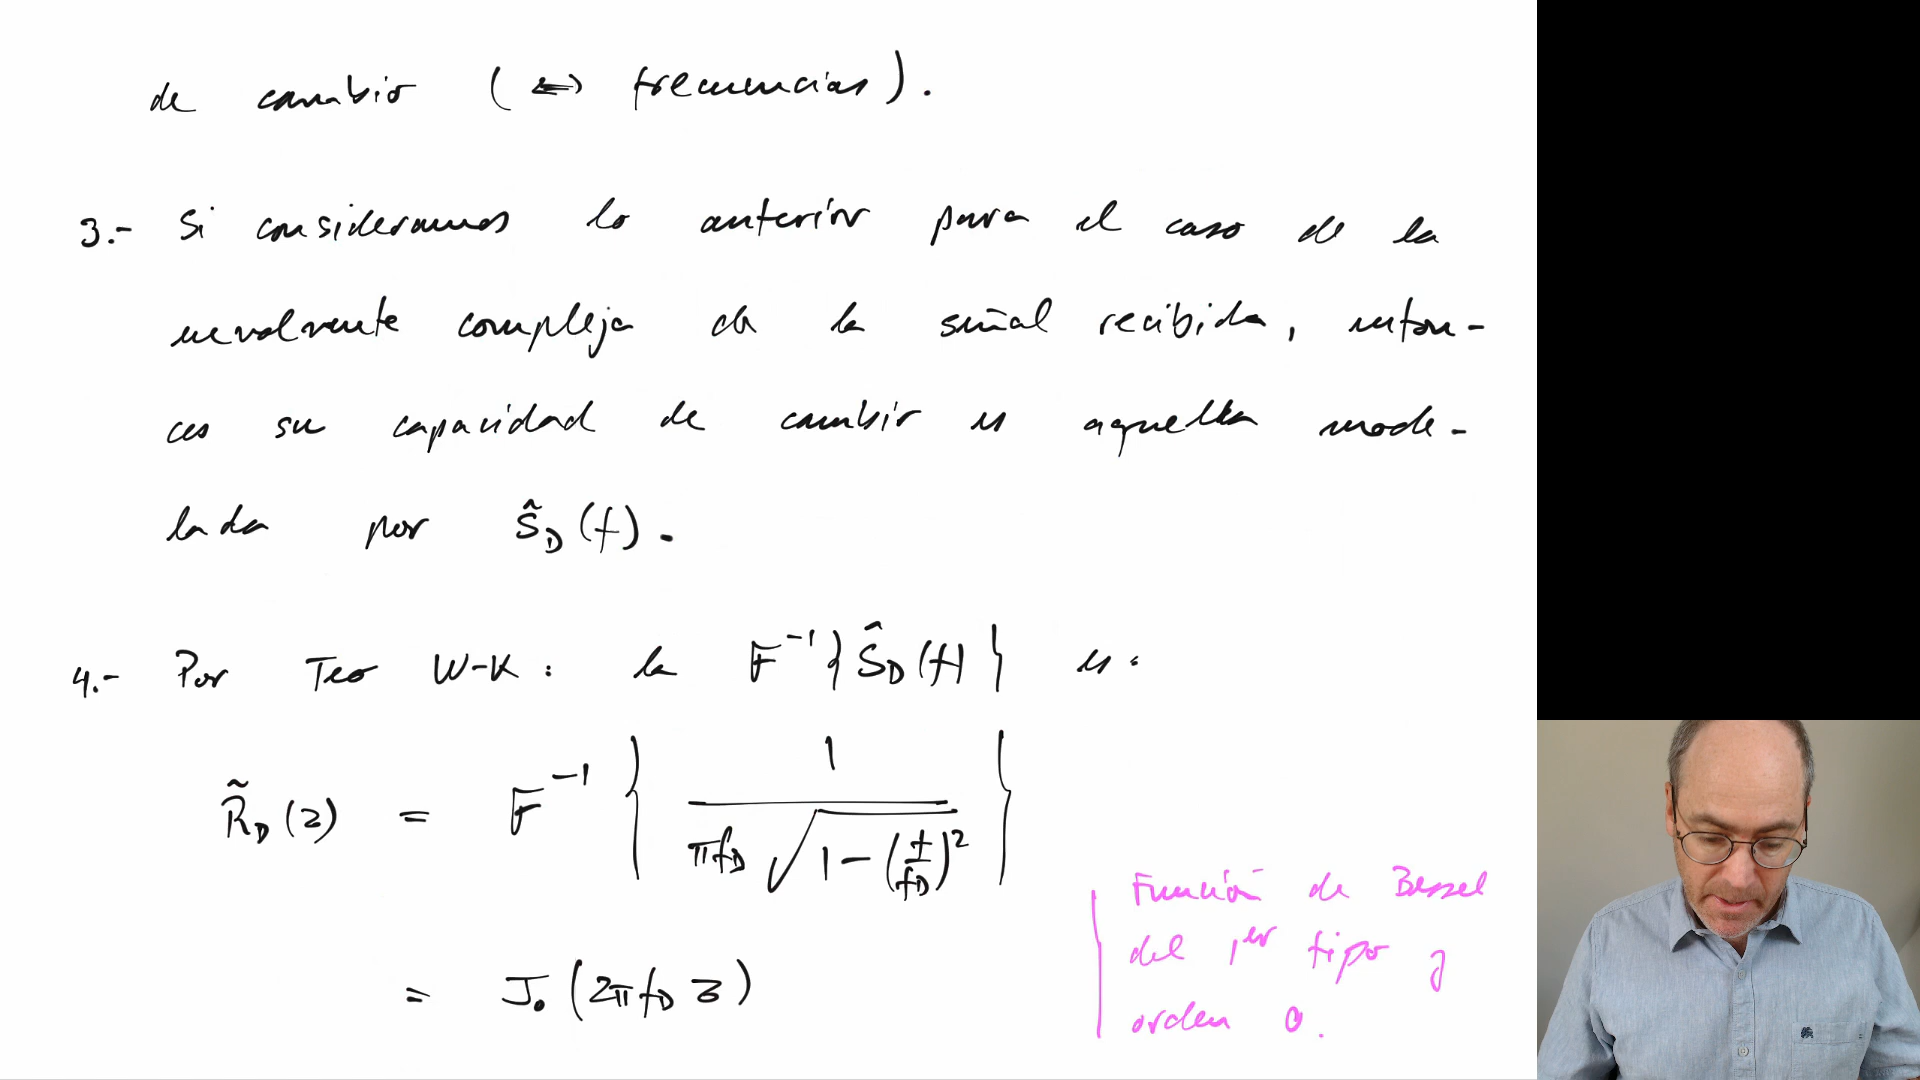 de cambio (⇔ frecuencias).
3.- Si consideramos lo anterior para el caso de la
envolvente compleja de la señal recibida, enton-
ces su capacidad de cambio es aquella mode-
lada por Ŝ_D(f).
4.- Por Teo W-K: la F⁻¹{Ŝ_D(f)} es:
R̃_D(z) = F⁻¹ { 1 / (πf_D √(1-(f/f_D)²)) }
= J₀(2πf_D z)
Función de Bessel
del 1er tipo y
orden 0.